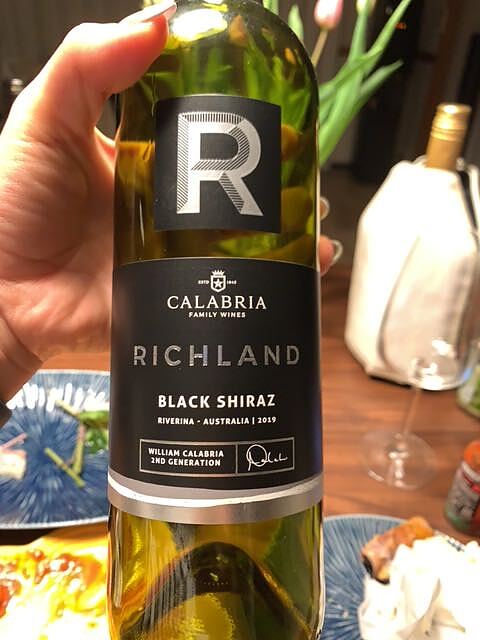 R
ESTD 1945
CALABRIA
FAMILY WINES
RICHLAND
BLACK SHIRAZ
RIVERINA - AUSTRALIA | 2019
WILLIAM CALABRIA
2ND GENERATION